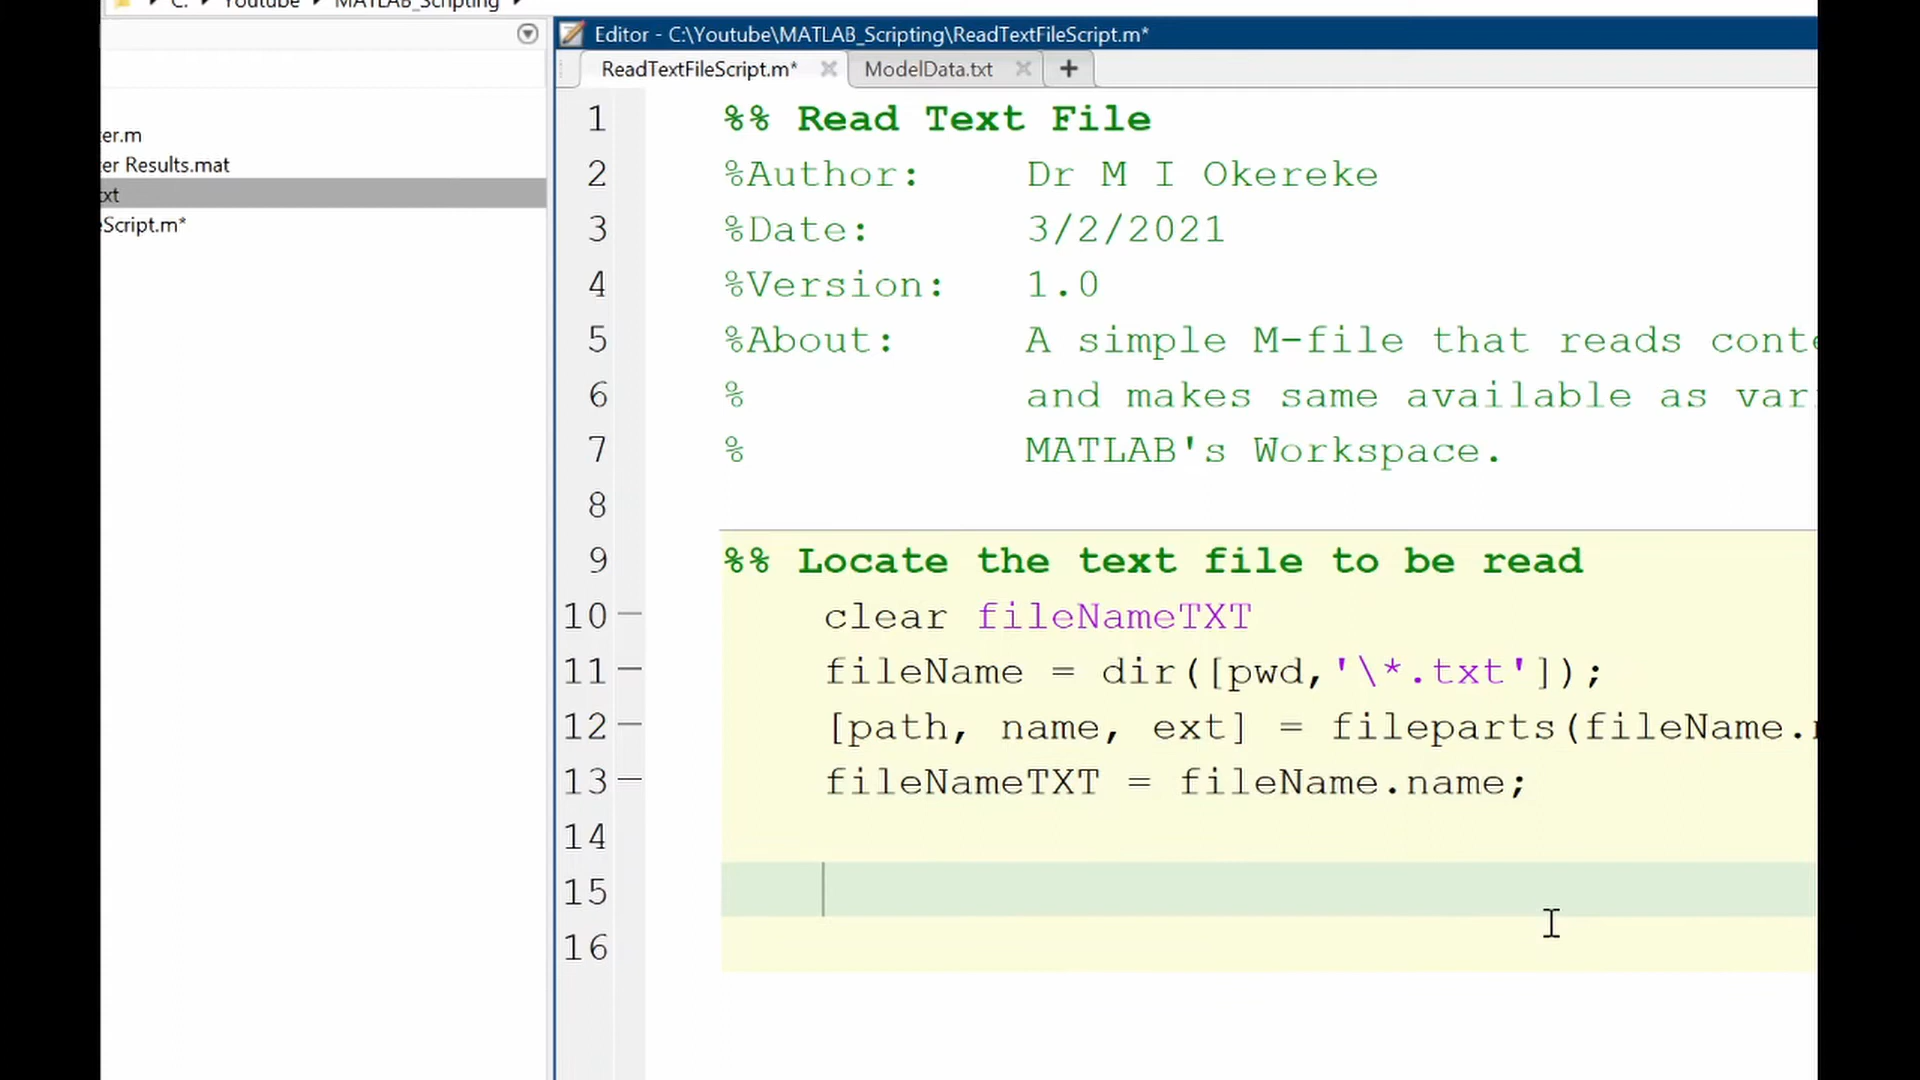 C: Youtube MATLAB_Scripting
Editor - C:\Youtube\MATLAB_Scripting\ReadTextFileScript.m*
ReadTextFileScript.m* ModelData.txt +
er.m
er Results.mat
xt
Script.m*
1 %% Read Text File
2 %Author: Dr M I Okereke
3 %Date: 3/2/2021
4 %Version: 1.0
5 %About: A simple M-file that reads cont
6 % and makes same available as var
7 % MATLAB's Workspace.
8
9 %% Locate the text file to be read
10 clear fileNameTXT
11 fileName = dir([pwd,'\*.txt']);
12 [path, name, ext] = fileparts(fileName.
13 fileNameTXT = fileName.name;
14
15
16